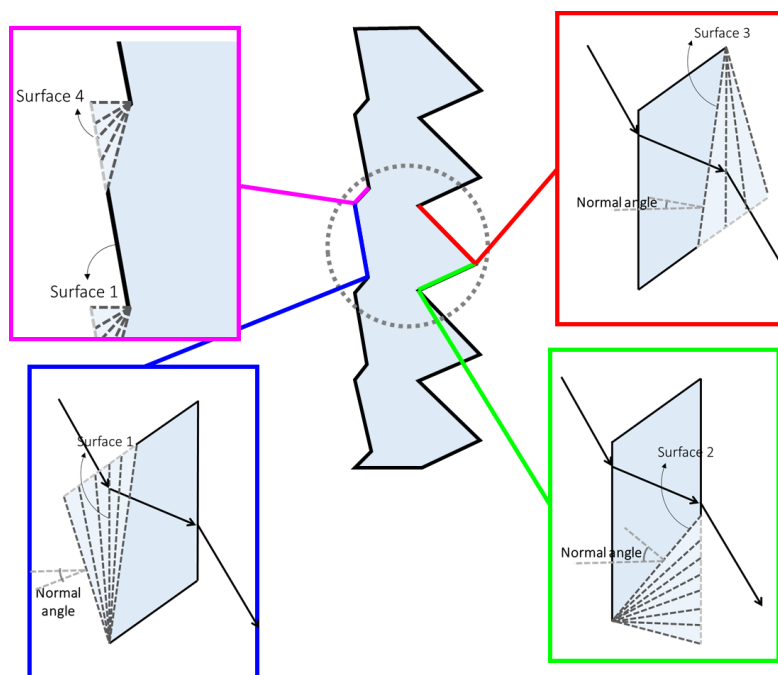 Surface 4
Surface 1
Surface 3
Normal angle
Surface 1
Normal
angle
Surface 2
Normal angle